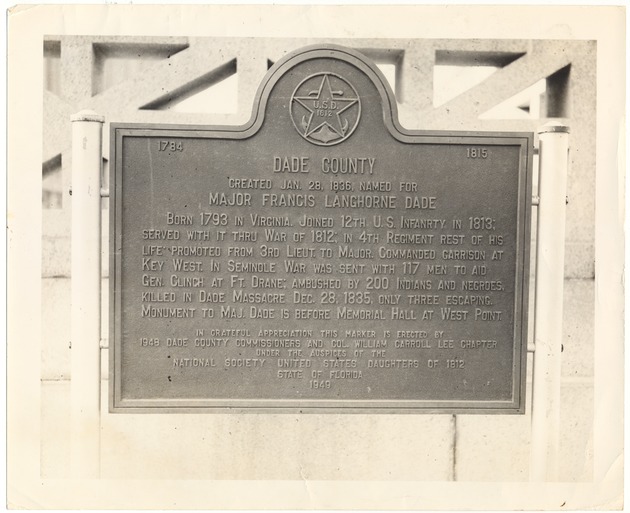 U.S.D.
1812
1784 1815
DADE COUNTY
CREATED JAN. 28, 1836, NAMED FOR
MAJOR FRANCIS LANGHORNE DADE
BORN 1793 IN VIRGINIA. JOINED 12TH U.S. INFANRTY IN 1813;
SERVED WITH IT THRU WAR OF 1812; IN 4TH REGIMENT REST OF HIS
LIFE. PROMOTED FROM 3RD LIEUT. TO MAJOR. COMMANDED GARRISON AT
KEY WEST. IN SEMINOLE WAR WAS SENT WITH 117 MEN TO AID
GEN. CLINCH AT FT. DRANE; AMBUSHED BY 200 INDIANS AND NEGROES.
KILLED IN DADE MASSACRE DEC. 28, 1835, ONLY THREE ESCAPING.
MONUMENT TO MAJ. DADE IS BEFORE MEMORIAL HALL AT WEST POINT.
IN GRATEFUL APPRECIATION THIS MARKER IS ERECTED BY
1948 DADE COUNTY COMMISSIONERS AND COL. WILLIAM CARROLL LEE CHAPTER
UNDER THE AUSPICES OF THE
NATIONAL SOCIETY UNITED STATES DAUGHTERS OF 1812
STATE OF FLORIDA
1949